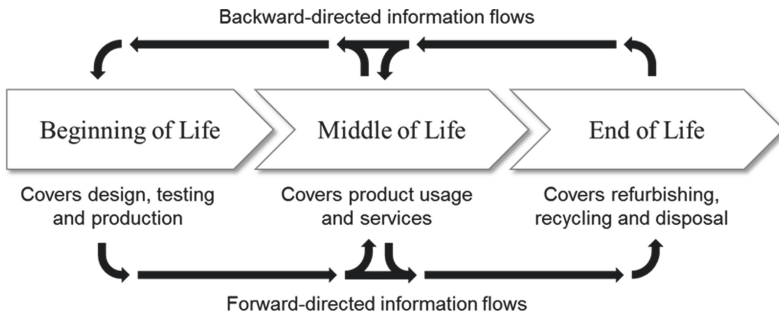 Backward-directed information flows
Beginning of Life
Middle of Life
End of Life
Covers design, testing
and production
Covers product usage
and services
Covers refurbishing,
recycling and disposal
Forward-directed information flows